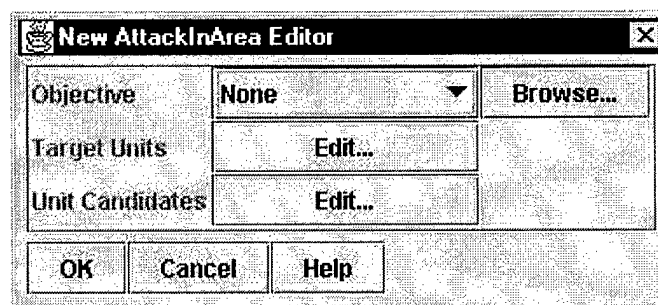 New AttackInArea Editor
Objective None Browse...
Target Units Edit...
Unit Candidates Edit...
OK Cancel Help